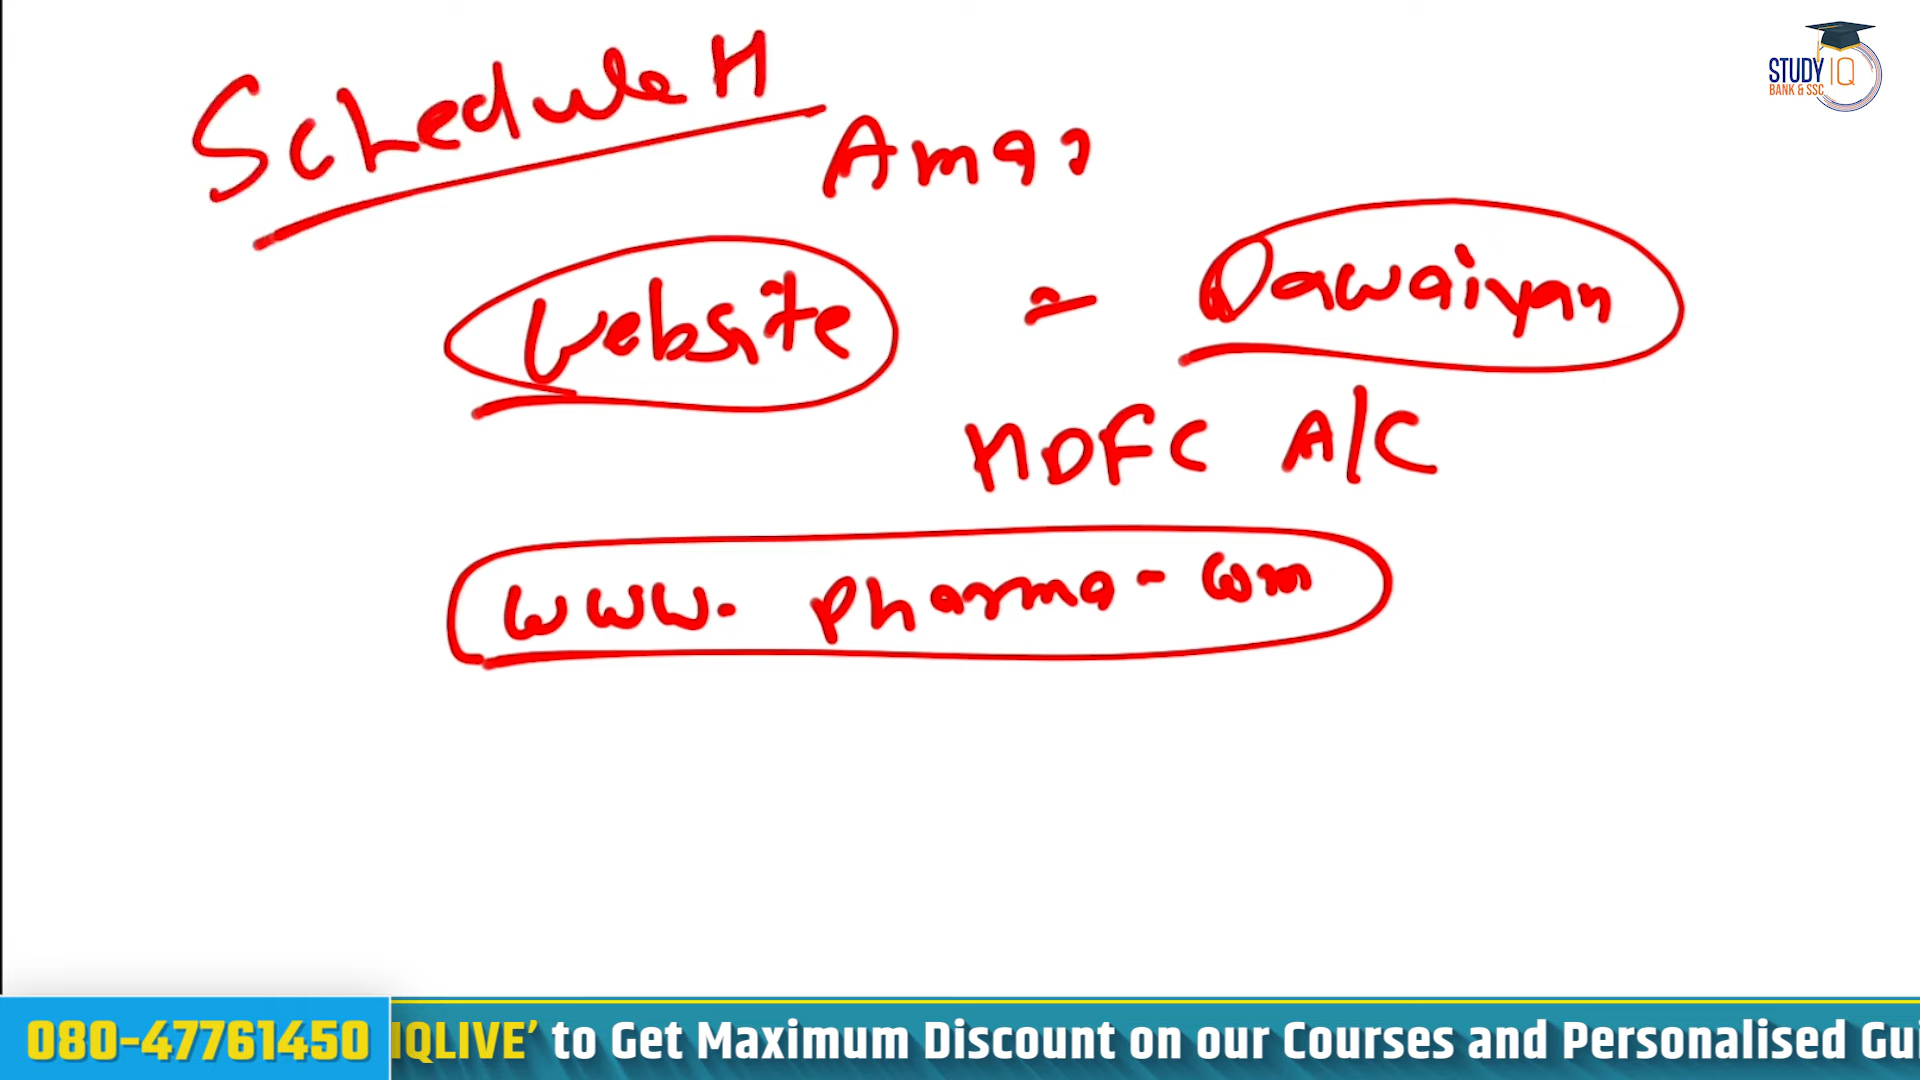 Schedule H
STUDY IQ
BANK & SSC
Website - Dawaiyan
HDFC A/C
www. pharma-com
080-47761450 IQLIVE’ to Get Maximum Discount on our Courses and Personalised Gui